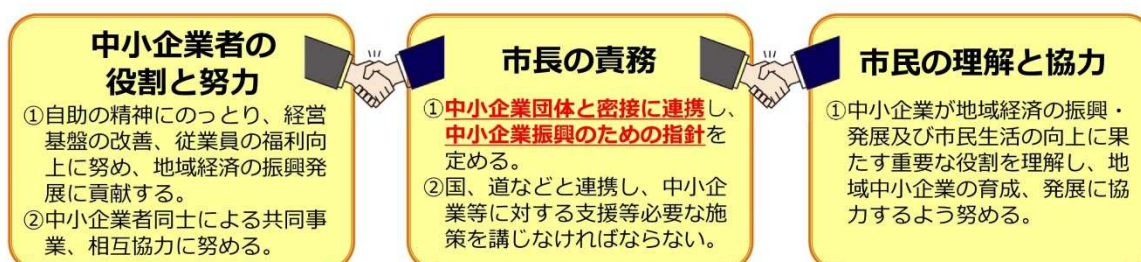 中小企業者の
役割と努力
①自助の精神にのっとり、経営
基盤の改善、従業員の福利向
上に努め、地域経済の振興発
展に貢献する。
②中小企業者同士による共同事
業、相互協力に努める。
市長の責務
①中小企業団体と密接に連携し、
中小企業振興のための指針を
定める。
②国、道などと連携し、中小企
業等に対する支援等必要な施
策を講じなければならない。
市民の理解と協力
①中小企業が地域経済の振興・
発展及び市民生活の向上に果
たす重要な役割を理解し、地
域中小企業の育成、発展に協
力するよう努める。